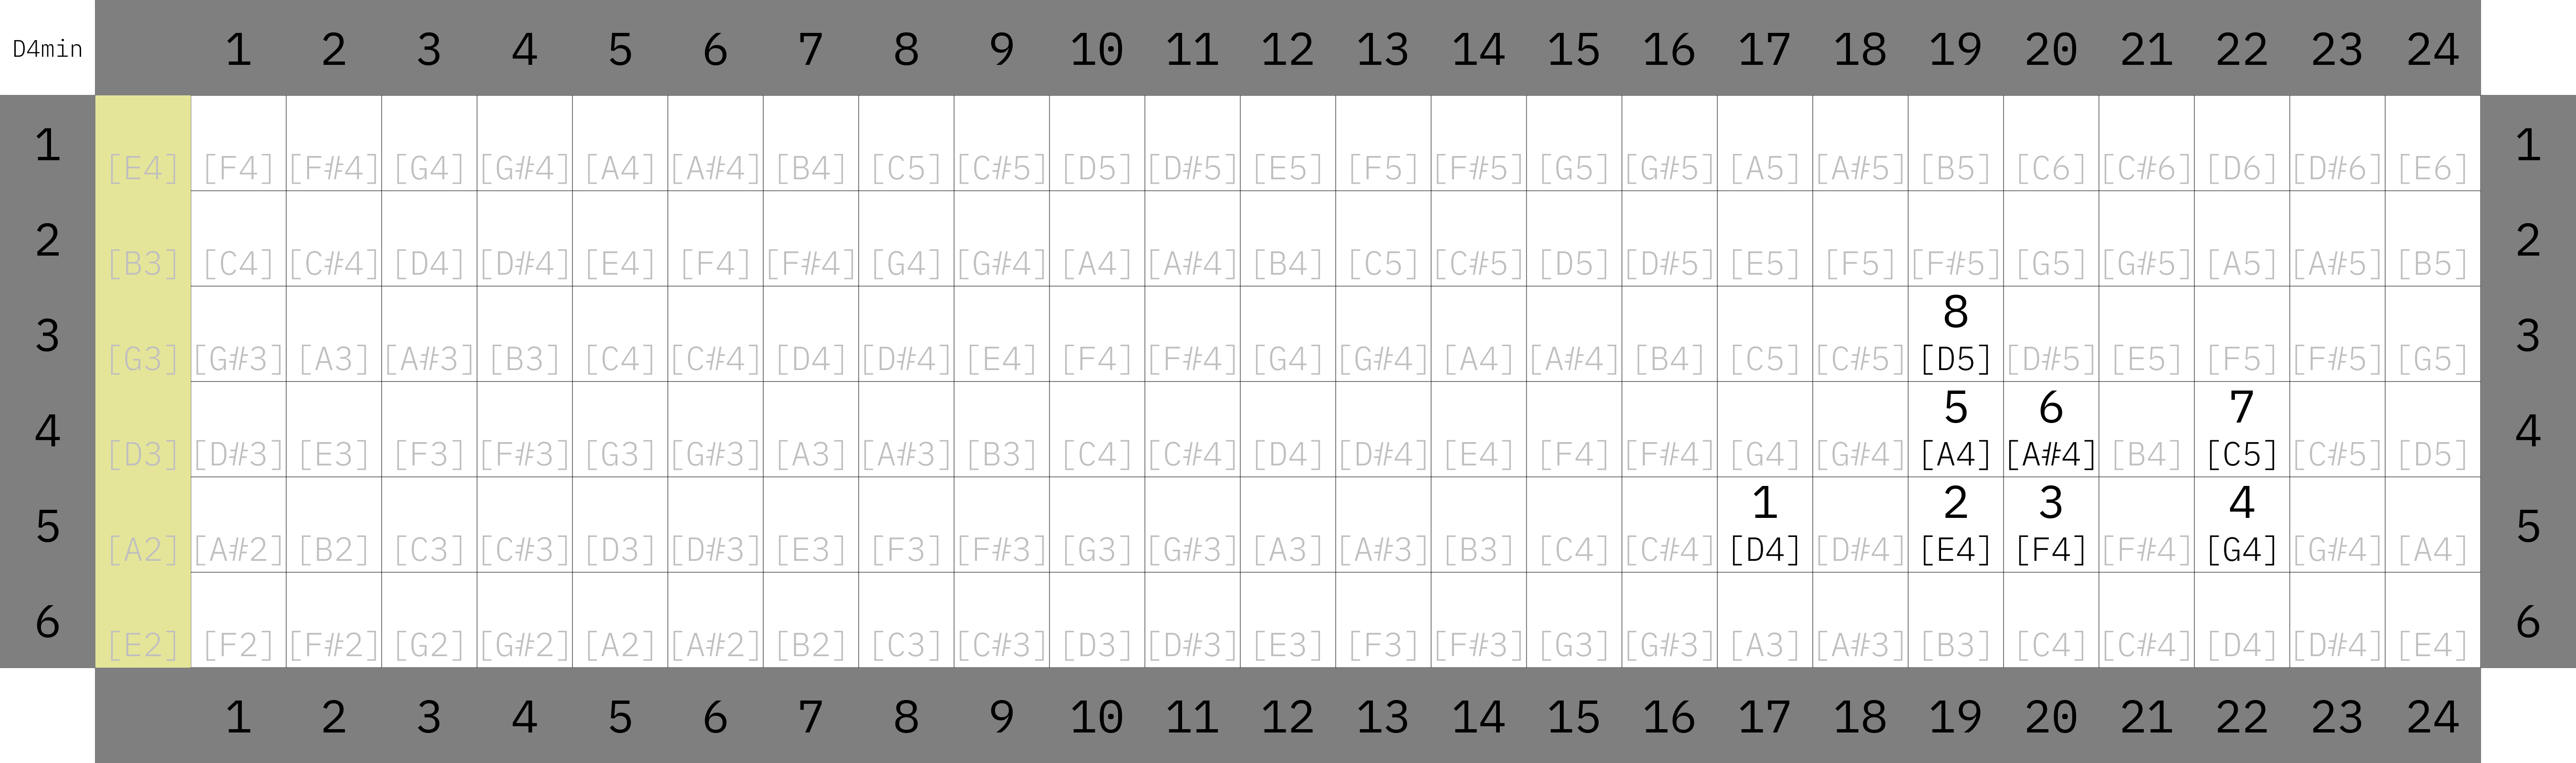 D4min 1 2 3 4 5 6 7 8 9 10 11 12 13 14 15 16 17 18 19 20 21 22 23 24
1 [E4] [F4] [F#4] [G4] [G#4] [A4] [A#4] [B4] [C5] [C#5] [D5] [D#5] [E5] [F5] [F#5] [G5] [G#5] [A5] [A#5] [B5] [C6] [C#6] [D6] [D#6] [E6] 1
2 [B3] [C4] [C#4] [D4] [D#4] [E4] [F4] [F#4] [G4] [G#4] [A4] [A#4] [B4] [C5] [C#5] [D5] [D#5] [E5] [F5] [F#5] [G5] [G#5] [A5] [A#5] [B5] 2
8
3 [G3] [G#3] [A3] [A#3] [B3] [C4] [C#4] [D4] [D#4] [E4] [F4] [F#4] [G4] [G#4] [A4] [A#4] [B4] [C5] [C#5] [D5] [D#5] [E5] [F5] [F#5] [G5] 3
5 6 7
4 [D3] [D#3] [E3] [F3] [F#3] [G3] [G#3] [A3] [A#3] [B3] [C4] [C#4] [D4] [D#4] [E4] [F4] [F#4] [G4] [G#4] [A4] [A#4] [B4] [C5] [C#5] [D5] 4
1 2 3 4
5 [A2] [A#2] [B2] [C3] [C#3] [D3] [D#3] [E3] [F3] [F#3] [G3] [G#3] [A3] [A#3] [B3] [C4] [C#4] [D4] [D#4] [E4] [F4] [F#4] [G4] [G#4] [A4] 5
6 [E2] [F2] [F#2] [G2] [G#2] [A2] [A#2] [B2] [C3] [C#3] [D3] [D#3] [E3] [F3] [F#3] [G3] [G#3] [A3] [A#3] [B3] [C4] [C#4] [D4] [D#4] [E4] 6
1 2 3 4 5 6 7 8 9 10 11 12 13 14 15 16 17 18 19 20 21 22 23 24